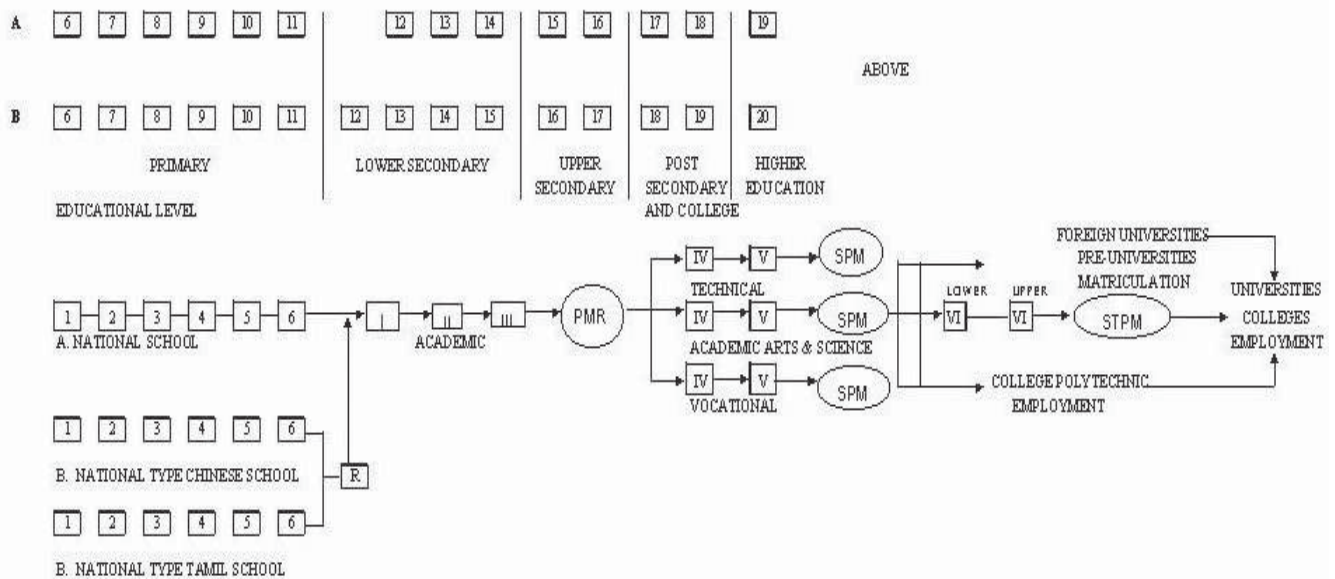 A 6 7 8 9 10 11 12 13 14 15 16 17 18 19
ABOVE
B 6 7 8 9 10 11 12 13 14 15 16 17 18 19 20
PRIMARY LOWER SECONDARY UPPER POST HIGHER
SECONDARY SECONDARY EDUCATION
EDUCATIONAL LEVEL AND COLLEGE
FOREIGN UNIVERSITIES
IV V SPM PRE-UNIVERSITIES
TECHNICAL MATRICULATION
LOWER UPPER UNIVERSITIES
1 2 3 4 5 6 I II III PMR IV V SPM VI VI STPM COLLEGES
A. NATIONAL SCHOOL ACADEMIC ACADEMIC ARTS & SCIENCE EMPLOYMENT
IV V SPM COLLEGE POLYTECHNIC
VOCATIONAL EMPLOYMENT
1 2 3 4 5 6
B. NATIONAL TYPE CHINESE SCHOOL R
1 2 3 4 5 6
B. NATIONAL TYPE TAMIL SCHOOL